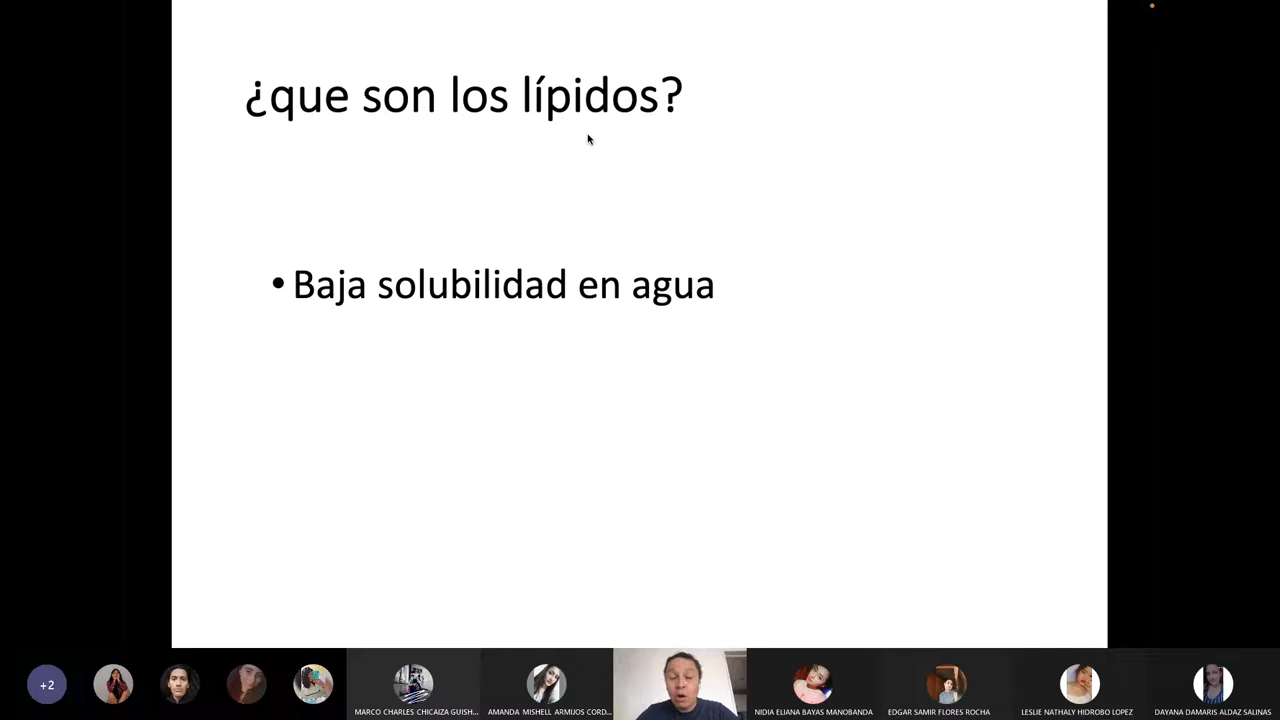 ¿que son los lípidos?
• Baja solubilidad en agua
+2
MARCO CHARLES CHICAIZA GUISH...
AMANDA MISHELL ARMIJOS CORD...
NIDIA ELIANA BAYAS MANOBANDA
EDGAR SAMIR FLORES ROCHA
LESLIE NATHALY HIDROBO LOPEZ
DAYANA DAMARIS ALDAZ SALINAS